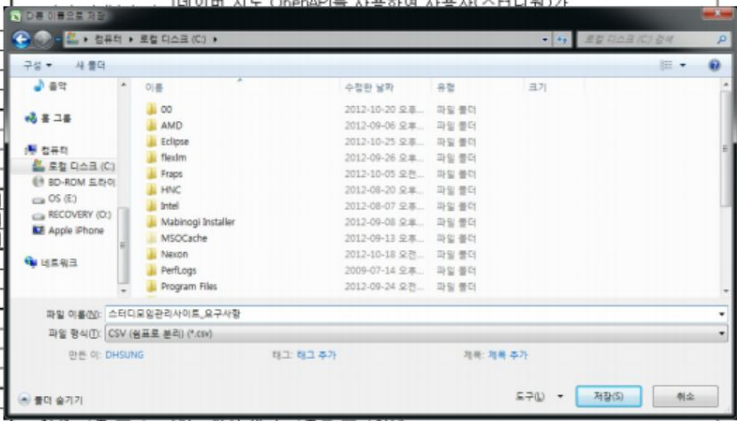 다른 이름으로 저장
컴퓨터 ▸ 로컬 디스크 (C:) ▸
로컬 디스크 (C:) 검색
구성 새 폴더
이름 수정한 날짜 유형 크기
음악
홈 그룹
컴퓨터
로컬 디스크 (C:)
BD-ROM 드라이
OS (E:)
RECOVERY (O:)
Apple iPhone
네트워크
00 2012-10-20 오후... 파일 폴더
AMD 2012-09-06 오후... 파일 폴더
Eclipse 2012-10-25 오후... 파일 폴더
flexlm 2012-09-26 오후... 파일 폴더
Fraps 2012-10-05 오전... 파일 폴더
HNC 2012-08-20 오후... 파일 폴더
Intel 2012-08-07 오후... 파일 폴더
Mabinogi Installer 2012-09-08 오후... 파일 폴더
MSOCache 2012-09-13 오후... 파일 폴더
Nexon 2012-10-18 오전... 파일 폴더
PerfLogs 2009-07-14 오후... 파일 폴더
Program Files 2012-09-24 오전... 파일 폴더
파일 이름(N): 스터디모임관리사이트_요구사항
파일 형식(T): CSV (쉼표로 분리) (*.csv)
만든 이: DHSUNG 태그: 태그 추가 제목: 제목 추가
폴더 숨기기 도구(L) 저장(S) 취소